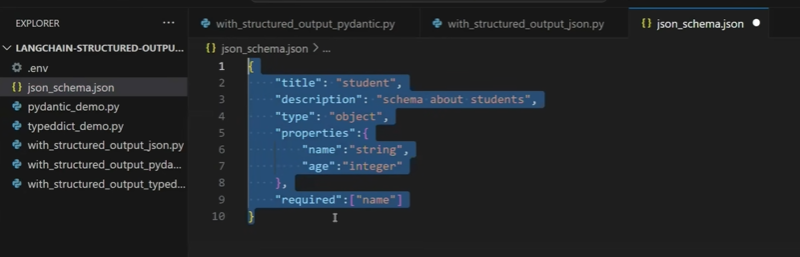 EXPLORER
LANGCHAIN-STRUCTURED-OUTPU...
.env
{} json_schema.json
pydantic_demo.py
typeddict_demo.py
with_structured_output_json.py
with_structured_output_pyda...
with_structured_output_typed...
with_structured_output_pydantic.py
with_structured_output_json.py
{} json_schema.json
{} json_schema.json > ...
1 {
2 "title": "student",
3 "description": "schema about students",
4 "type": "object",
5 "properties":{
6 "name":"string",
7 "age":"integer"
8 },
9 "required":["name"]
10 }